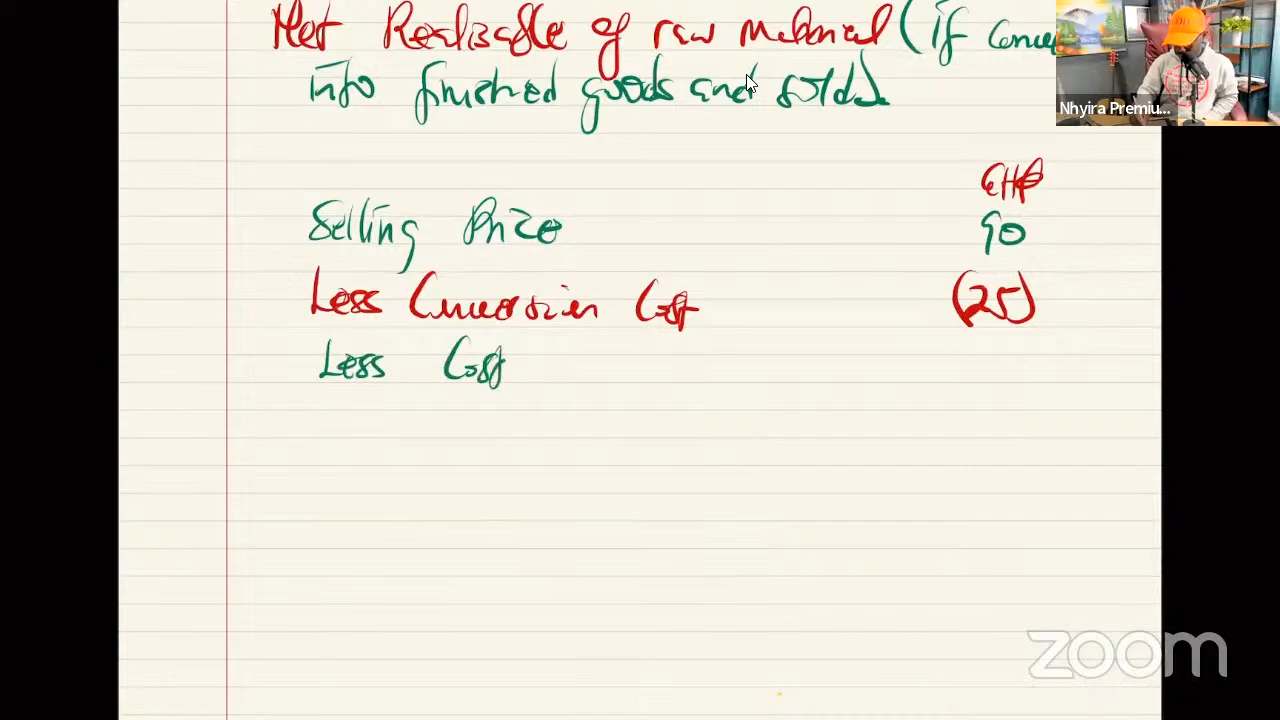 Net Realisable of raw material (if conve
into finished goods and sold)
Nhyira Premiu...
GH¢
Selling Price 90
Less Conversion Cost (25)
Less Cost
zoom